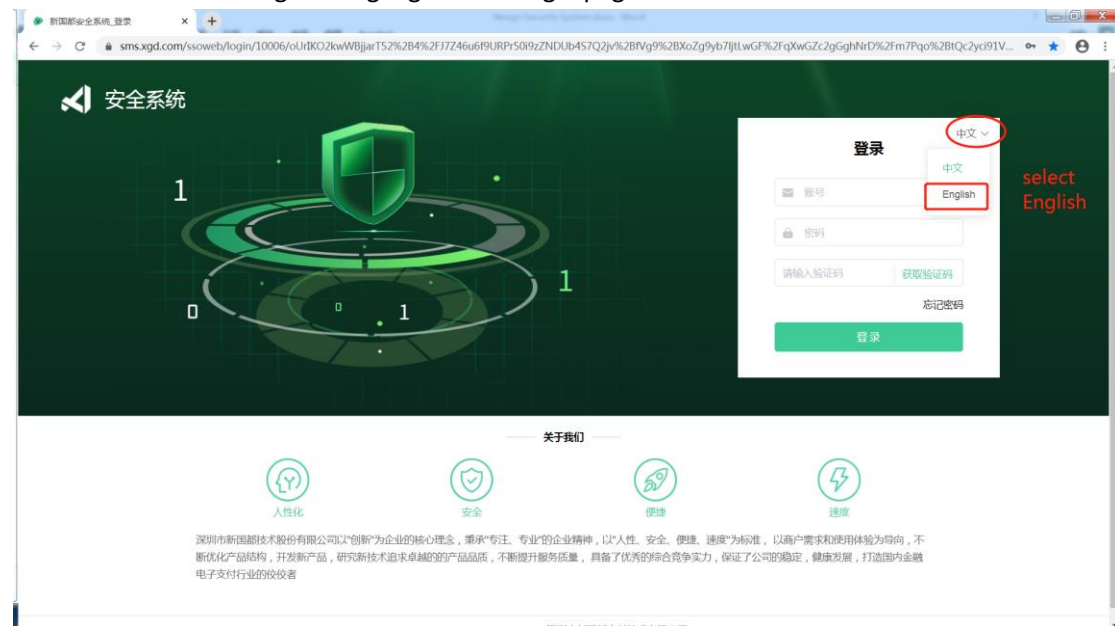 新国都安全系统_登录
sms.xgd.com/ssoweb/login/10006/oUrIKO2kwWBjjarT52%2B4%2FJ7Z46u6f9URPr50i9zZNDUb4S7Q2jv%2BfVg9%2BXoZg9yb7ljtLwGF%2FqXwGZc2gGghNrD%2Fm7Pqo%2BtQc2yci91V...
安全系统
中文
登录
中文
账号
English
select
English
密码
请输入验证码 获取验证码
忘记密码
登录
1
1
0
0
1
关于我们
人性化 安全 便捷 速度
深圳市新国都技术股份有限公司以"创新"为企业的核心理念，秉承"专注、专业"的企业精神，以"人性、安全、便捷、速度"为标准，以商户需求和使用体验为导向，不
断优化产品结构，开发新产品，研究新技术追求卓越的的产品品质，不断提升服务质量，具备了优秀的综合竞争实力，保证了公司的稳定，健康发展，打造国内金融
电子支付行业的佼佼者